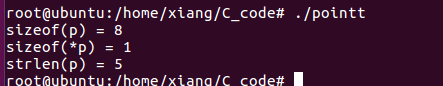 root@ubuntu:/home/xiang/C_code# ./pointt
sizeof(p) = 8
sizeof(*p) = 1
strlen(p) = 5
root@ubuntu:/home/xiang/C_code#